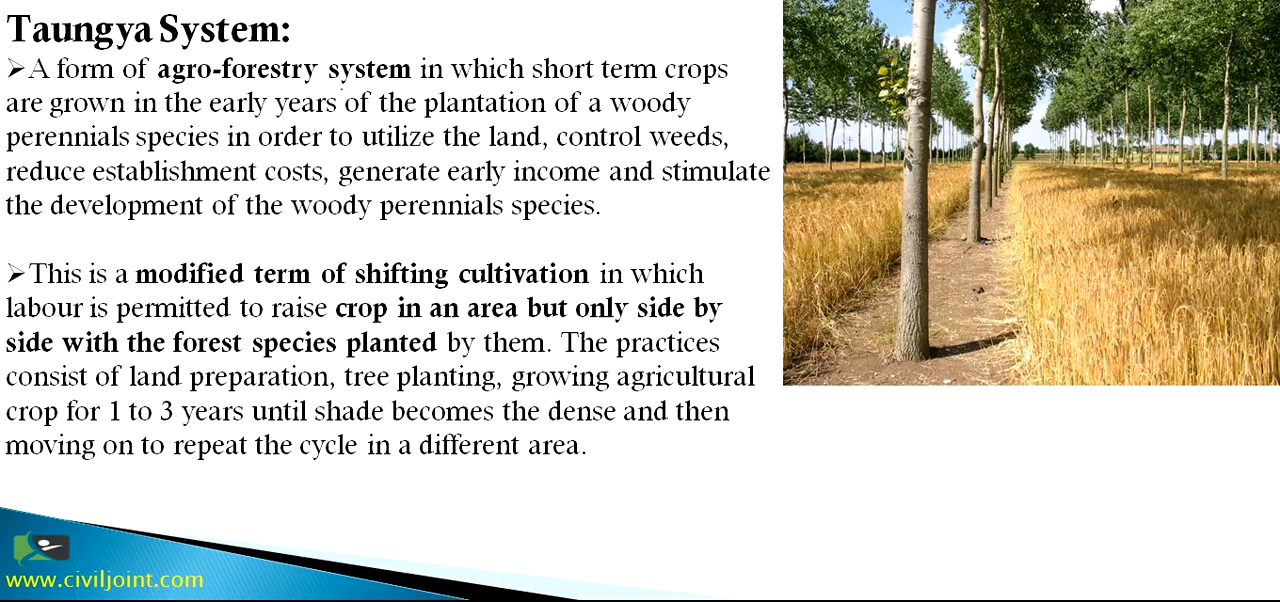 Taungya System:
➢A form of agro-forestry system in which short term crops
are grown in the early years of the plantation of a woody
perennials species in order to utilize the land, control weeds,
reduce establishment costs, generate early income and stimulate
the development of the woody perennials species.
➢This is a modified term of shifting cultivation in which
labour is permitted to raise crop in an area but only side by
side with the forest species planted by them. The practices
consist of land preparation, tree planting, growing agricultural
crop for 1 to 3 years until shade becomes the dense and then
moving on to repeat the cycle in a different area.
www.civiljoint.com